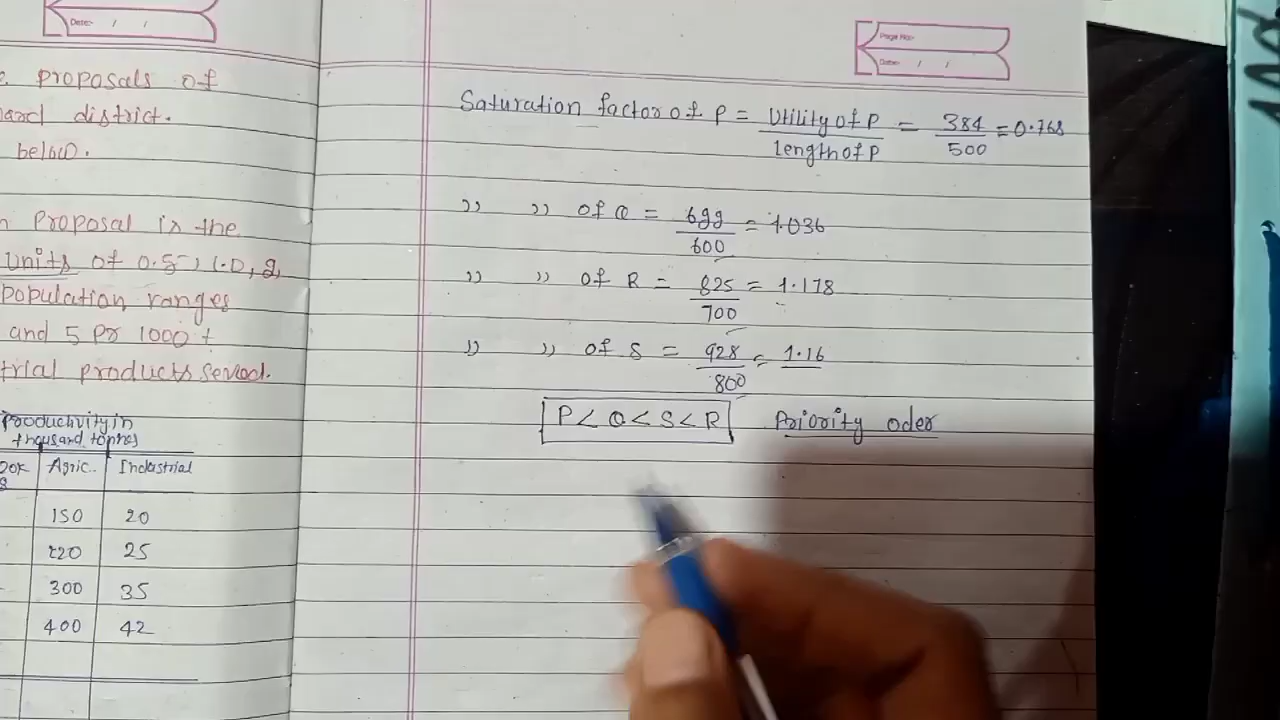 Date:- / /
Proposals of
and district.
below.
Proposal is the
Units of 0.5, 1.0, 2,
population ranges
and 5 Pr 1000 t
trial products served.
Productivity in
thousand tonnes
Agric.. Industrial
150 20
220 25
300 35
400 42
Page No:-
Date:- / /
Saturation factor of P = Utility of P / length of P = 384 / 500 = 0.768
,, ,, of Q = 699 / 600 = 1.036
,, ,, of R = 825 / 700 = 1.178
,, ,, of S = 928 / 800 = 1.16
P < Q < S < R Priority oder